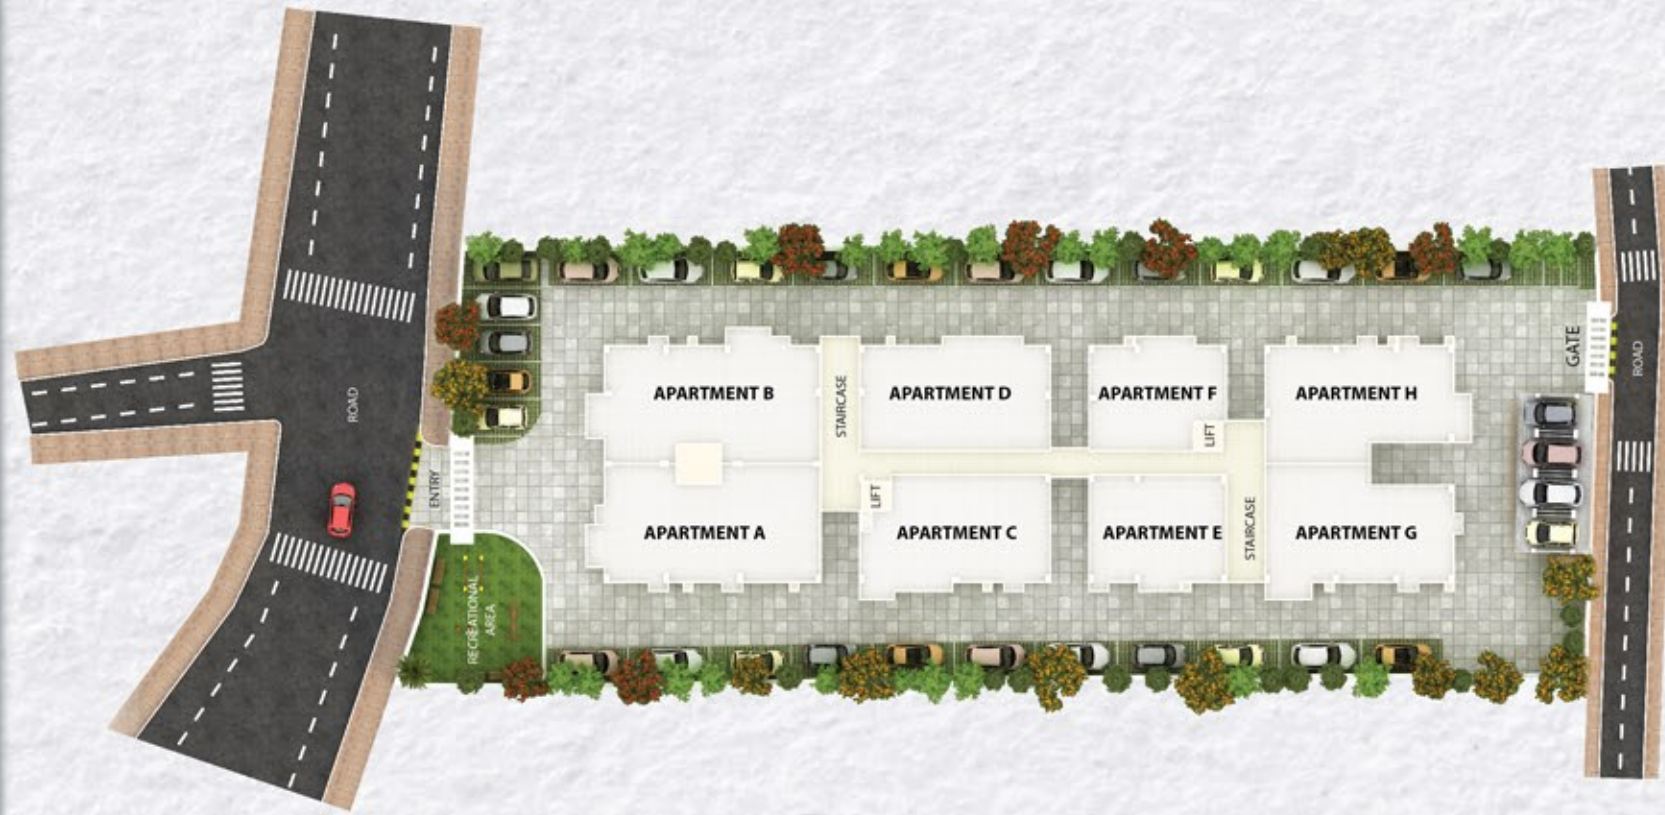 GATE
ROAD
ROAD
APARTMENT B
STAIRCASE
APARTMENT D
APARTMENT F
LIFT
APARTMENT H
ENTRY
LIFT
APARTMENT A
APARTMENT C
APARTMENT E
STAIRCASE
APARTMENT G
RECREATIONAL
AREA